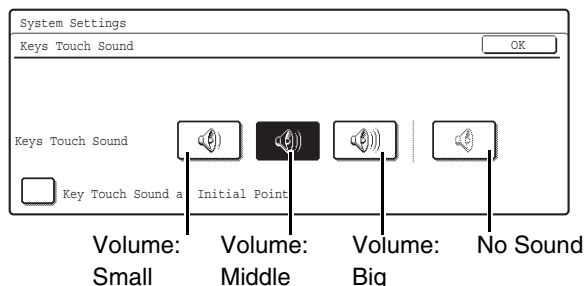 System Settings
Keys Touch Sound
OK
Keys Touch Sound
Key Touch Sound at Initial Point
Volume: Small
Volume: Middle
Volume: Big
No Sound